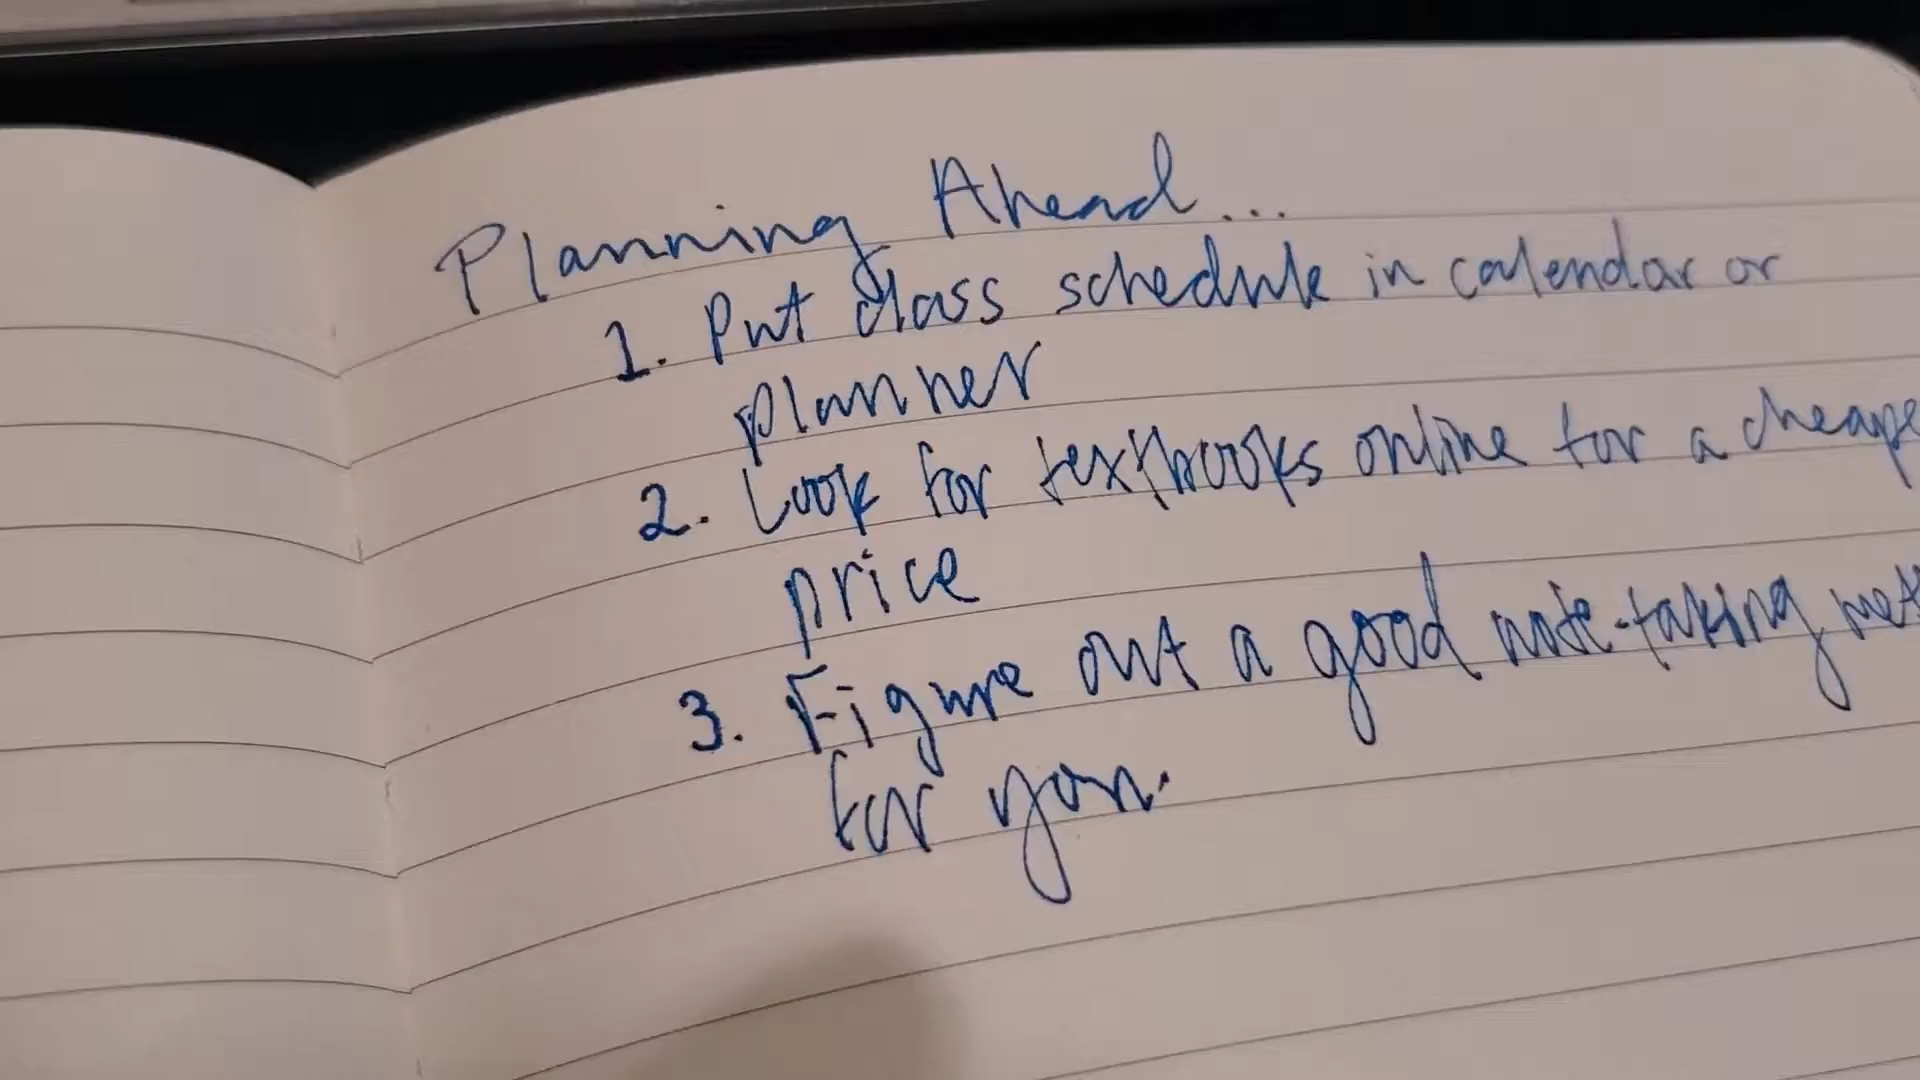 Planning Ahead...
1. Put class schedule in calendar or
planner
2. Look for textbooks online for a cheape
price
3. Figure out a good note-taking met
for you.